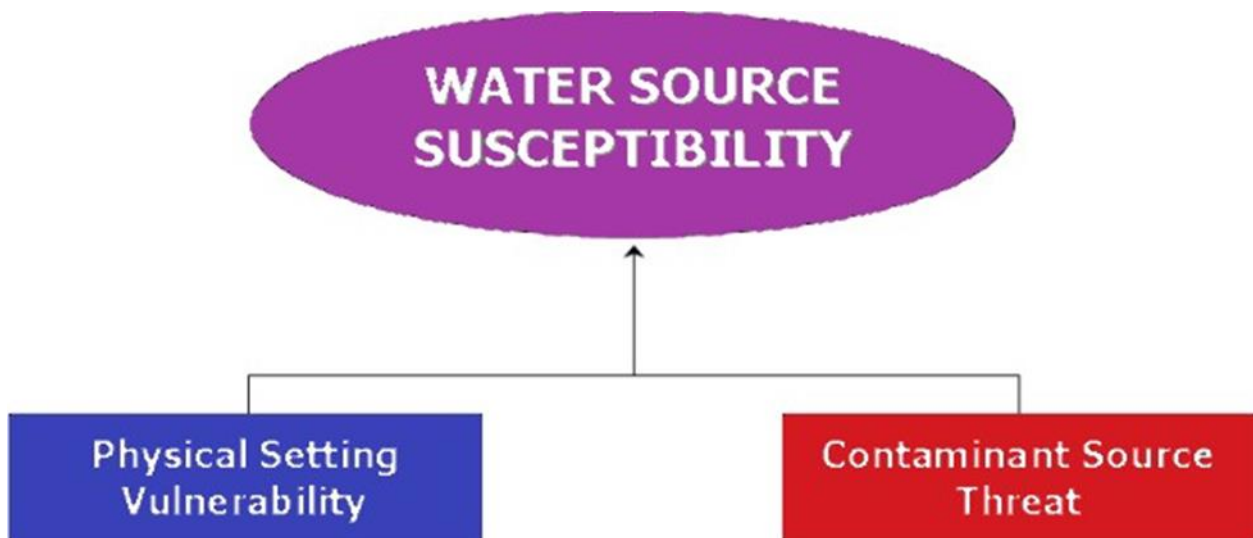 WATER SOURCE
SUSCEPTIBILITY
Physical Setting
Vulnerability
Contaminant Source
Threat